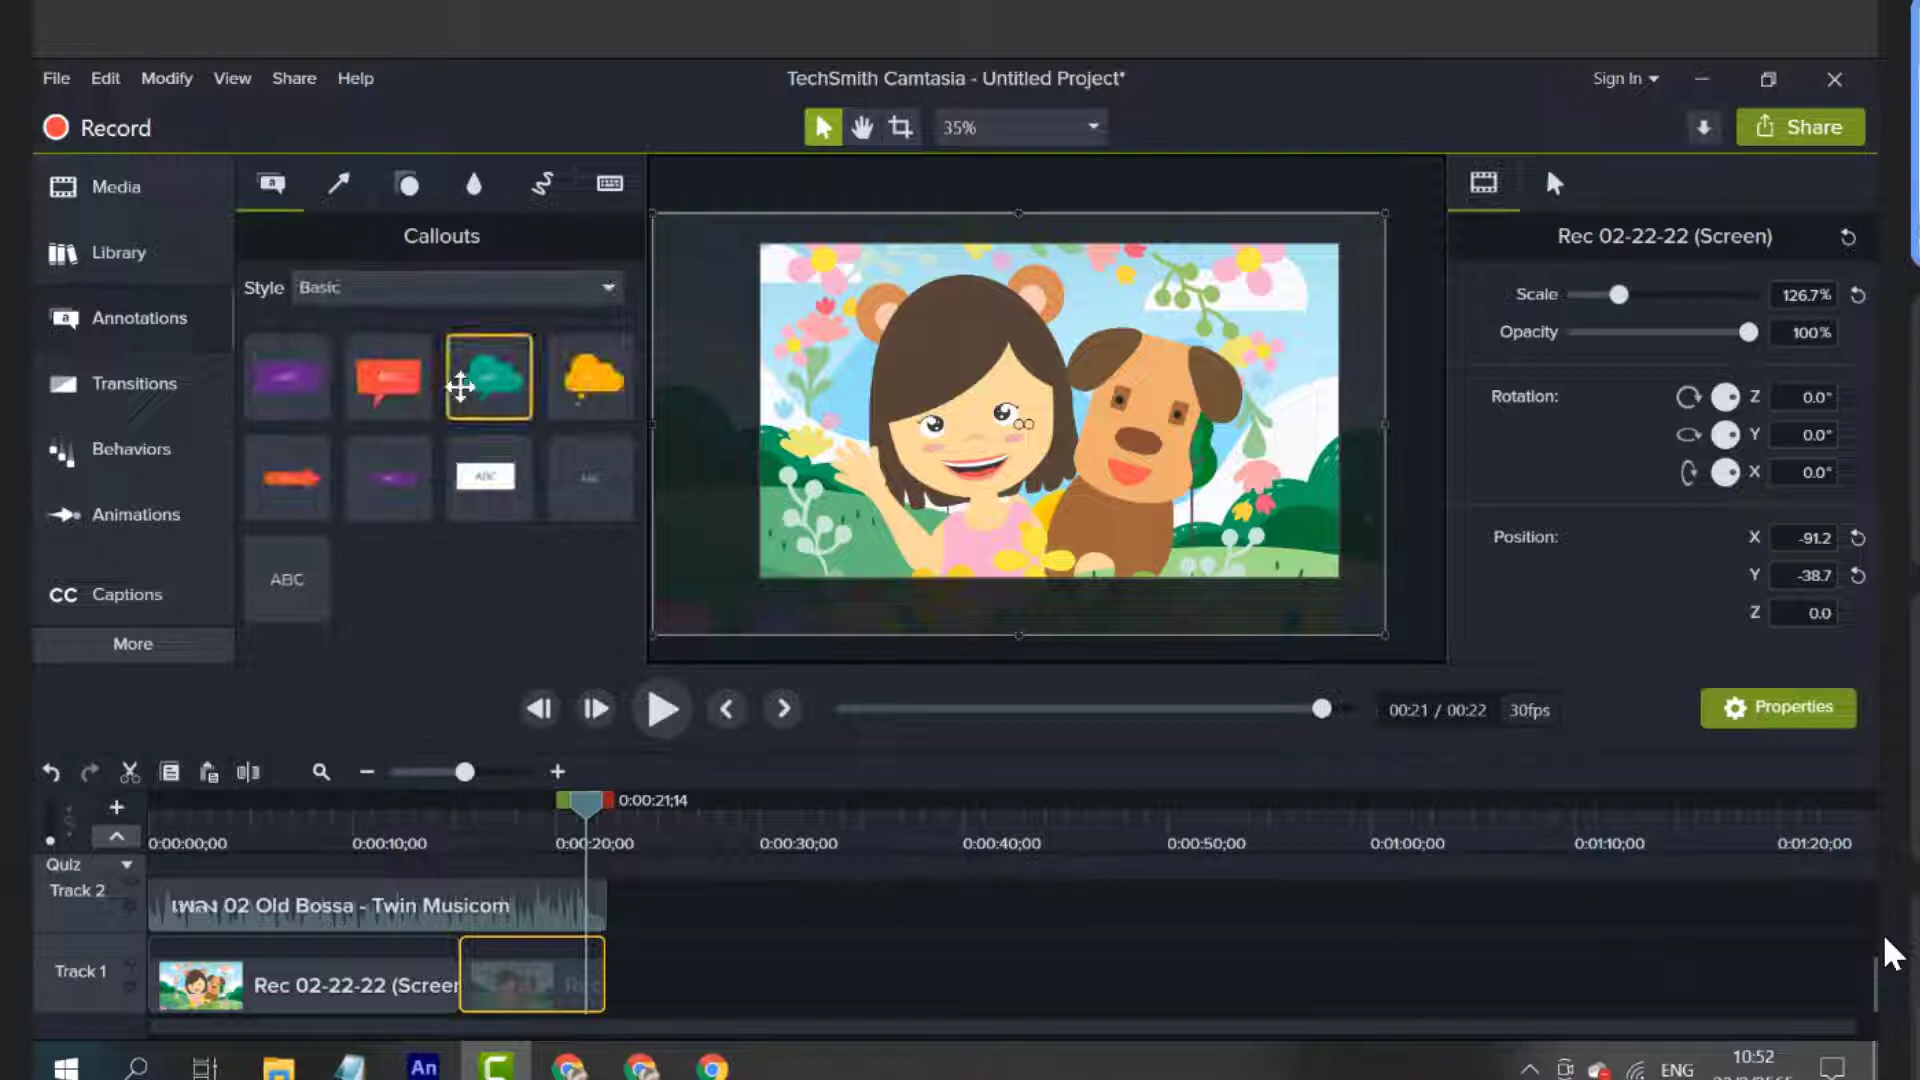 File Edit Modify View Share Help
TechSmith Camtasia - Untitled Project*
Sign In
Record
35%
Share
Media
Library
Annotations
Transitions
Behaviors
Animations
CC Captions
More
Callouts
Style Basic
ABC
ABC
ABC
Rec 02-22-22 (Screen)
Scale 126.7%
Opacity 100%
Rotation: Z 0.0°
Y 0.0°
X 0.0°
Position: X -91.2
Y -38.7
Z 0.0
00:21 / 00:22 30fps
Properties
0:00:21;14
0:00:00;00 0:00:10;00 0:00:20;00 0:00:30;00 0:00:40;00 0:00:50;00 0:01:00;00 0:01:10;00 0:01:20;00
Quiz
Track 2
เพลง 02 Old Bossa - Twin Musicom
Track 1
Rec 02-22-22 (Screen
An
ENG
10:52